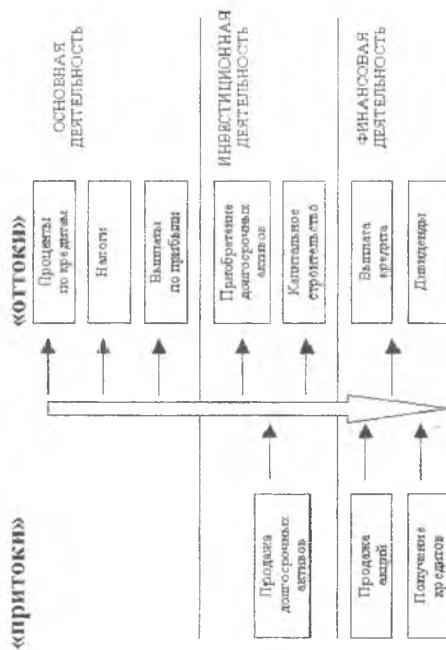 «притоки»
«оттоки»
Проценты
по кредитам
Налоги
Выплаты
по прибыли
ОСНОВНАЯ
ДЕЯТЕЛЬНОСТЬ
Продажа
долгосрочных
активов
Приобретение
долгосрочных
активов
Капитальное
строительство
ИНВЕСТИЦИОННАЯ
ДЕЯТЕЛЬНОСТЬ
Продажа
акций
Получение
кредитов
Выплата
кредита
Дивиденды
ФИНАНСОВАЯ
ДЕЯТЕЛЬНОСТЬ